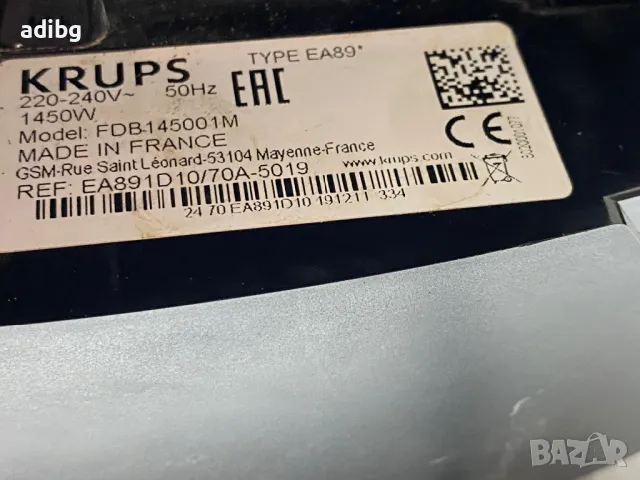 adibg
KRUPS TYPE EA89*
220-240V~ 50Hz EAC
1450W
Model: FDB145001M
MADE IN FRANCE CE
GSM-Rue Saint Léonard-53104 Mayenne-France www.krups.com
REF: EA891D10/70A-5019
24 70 EA891D10 491211 334
BAZAR